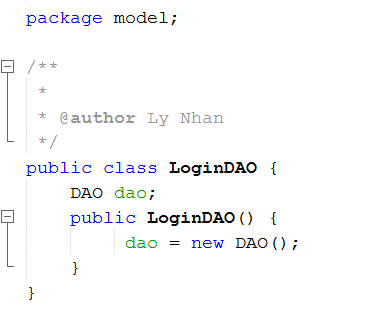 package model;
/**
 *
 * @author Ly Nhan
 */
public class LoginDAO {
    DAO dao;
    public LoginDAO() {
        dao = new DAO();
    }
}